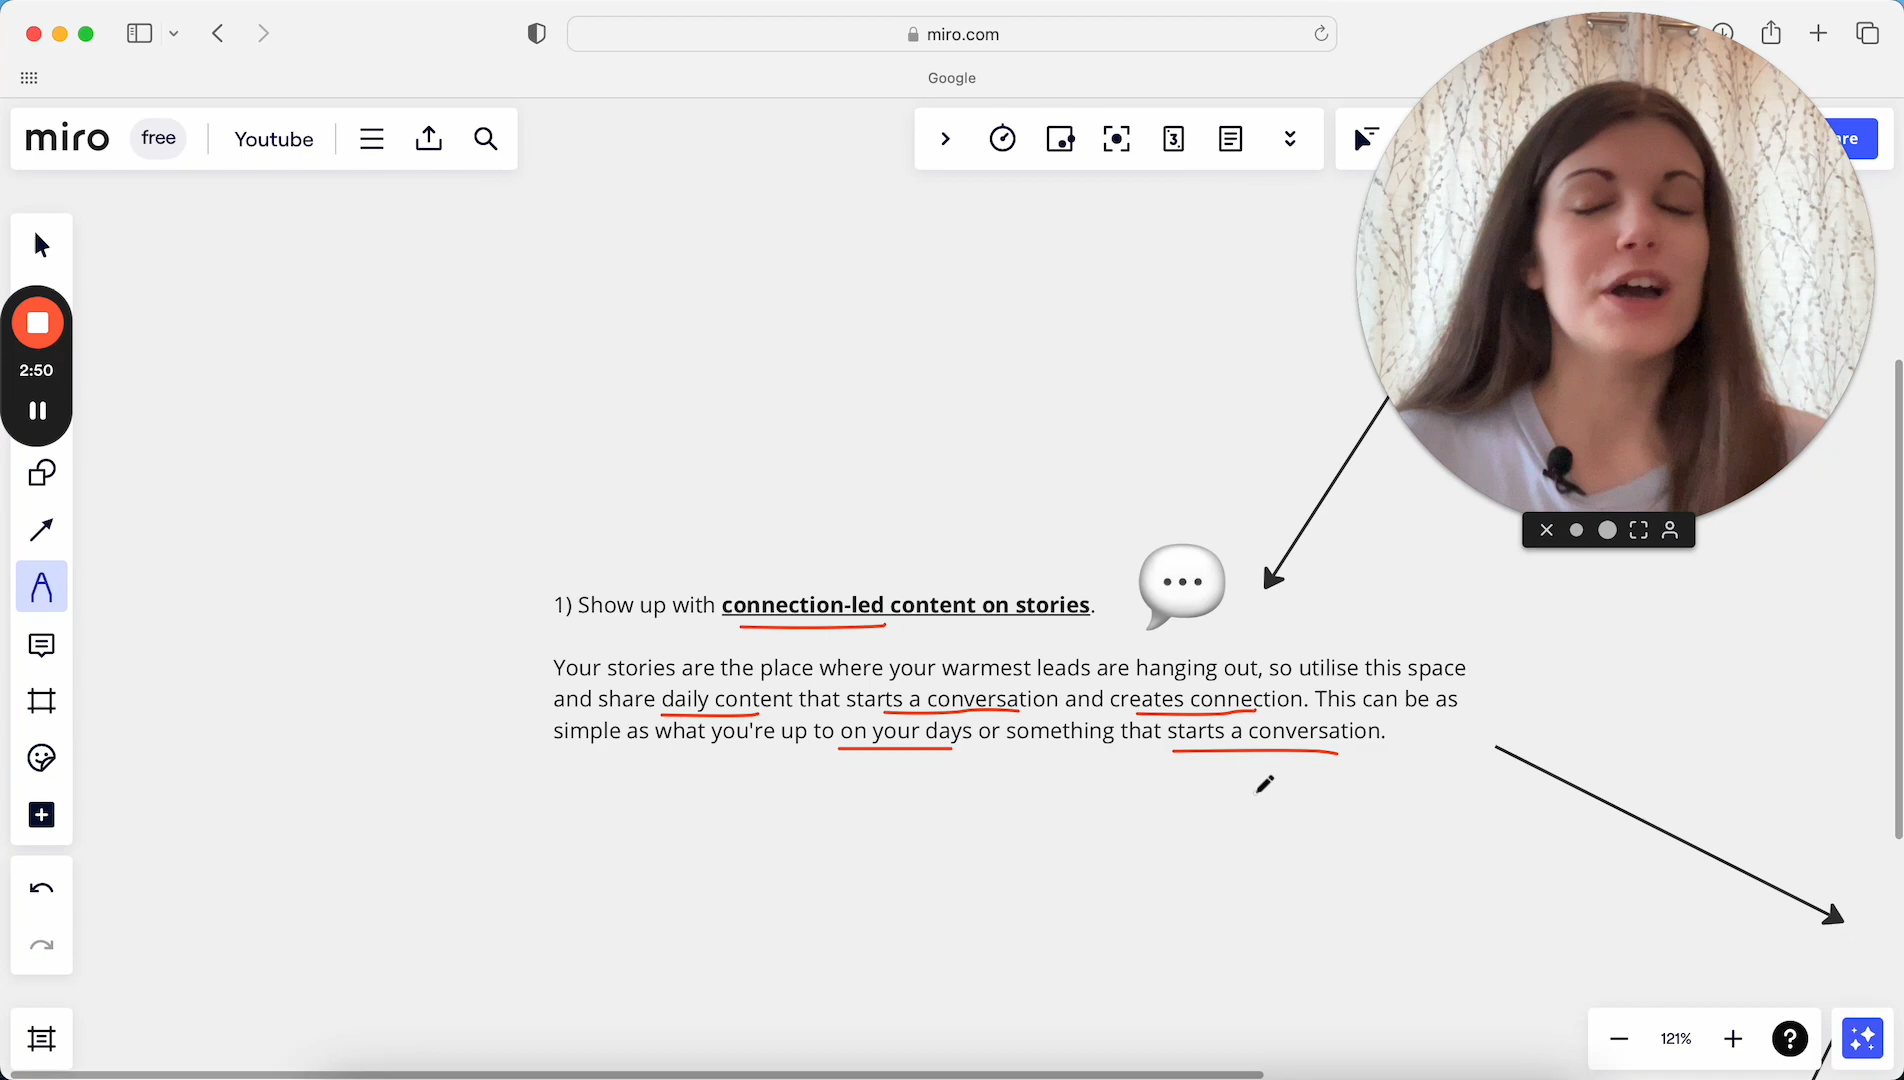 miro.com
Google
miro
free
Youtube
3
re
2:50
1) Show up with connection-led content on stories.
Your stories are the place where your warmest leads are hanging out, so utilise this space
and share daily content that starts a conversation and creates connection. This can be as
simple as what you're up to on your days or something that starts a conversation.
121%
?